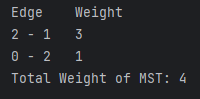 Edge    Weight
2 - 1   3
0 - 2   1
Total Weight of MST: 4